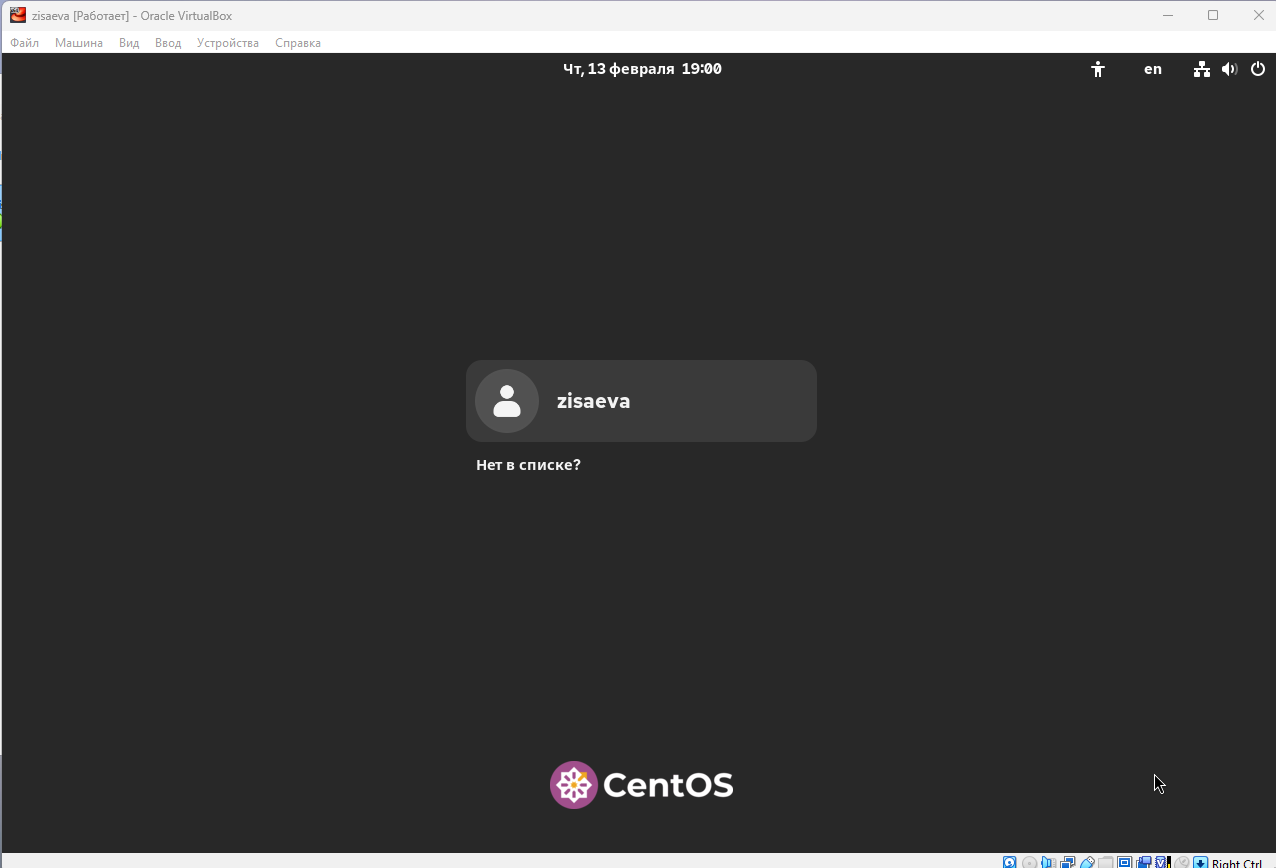 zisaeva [Работает] - Oracle VirtualBox
Файл Машина Вид Ввод Устройства Справка
Чт, 13 февраля 19:00 en
zisaeva
Нет в списке?
CentOS
Right Ctrl